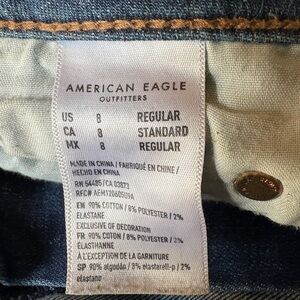 AMERICAN EAGLE
OUTFITTERS
US 8 REGULAR
CA 8 STANDARD
MX 8 REGULAR
MADE IN CHINA / FABRIQUÉ EN CHINE /
HECHO EN CHINA
RN 54485/CA 03873
EN 90% COTTON / 8% POLYESTER / 2%
ELASTANE
EXCLUSIVE OF DECORATION
FR 90% COTON / 8% POLYESTER / 2%
ÉLASTHANNE
À L'EXCEPTION DE LA GARNITURE
SP 90% algodón / 8% / 2%
elastano